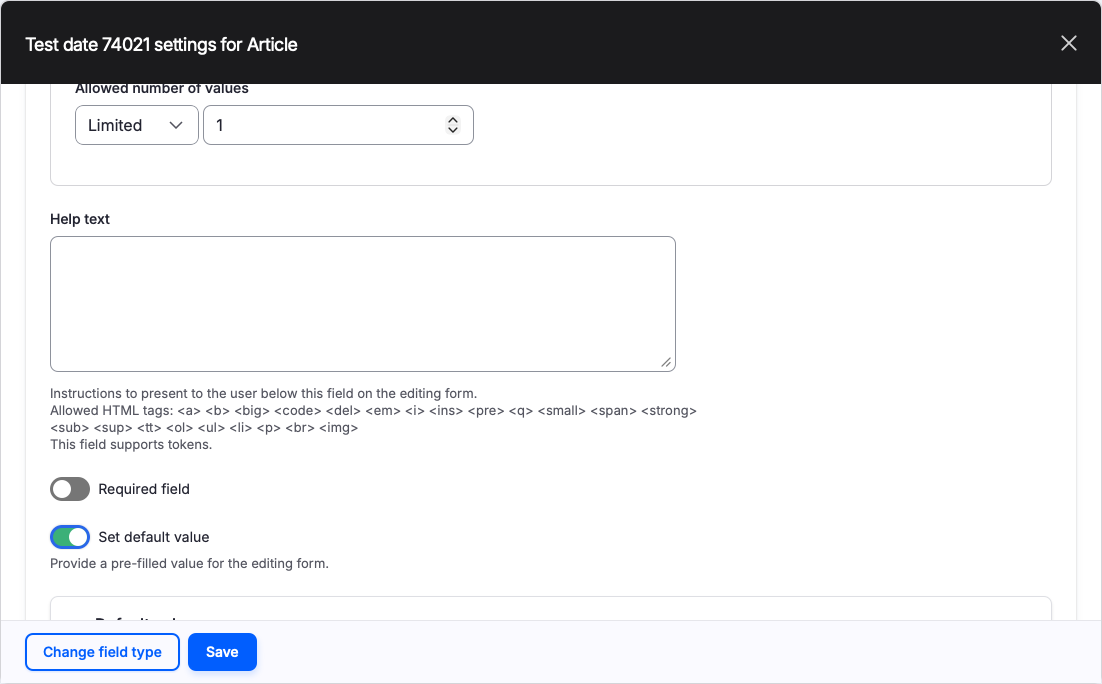 Test date 74021 settings for Article
Allowed number of values
Limited
1
Help text
Instructions to present to the user below this field on the editing form.
Allowed HTML tags: <a> <b> <big> <code> <del> <em> <i> <ins> <pre> <q> <small> <span> <strong>
<sub> <sup> <tt> <ol> <ul> <li> <p> <br> <img>
This field supports tokens.
Required field
Set default value
Provide a pre-filled value for the editing form.
Change field type
Save